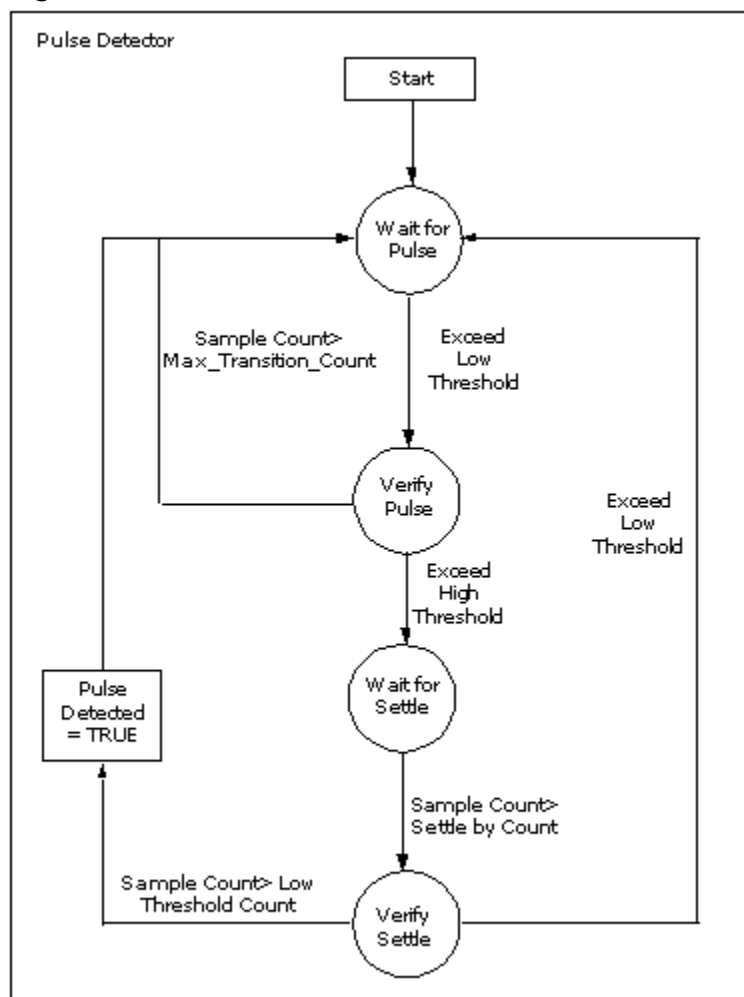 Pulse Detector
Start
Wait for
Pulse
Sample Count>
Max_Transition_Count
Exceed
Low
Threshold
Verify
Pulse
Exceed
Low
Threshold
Exceed
High
Threshold
Wait for
Settle
Pulse
Detected
= TRUE
Sample Count>
Settle by Count
Sample Count> Low
Threshold Count
Verify
Settle